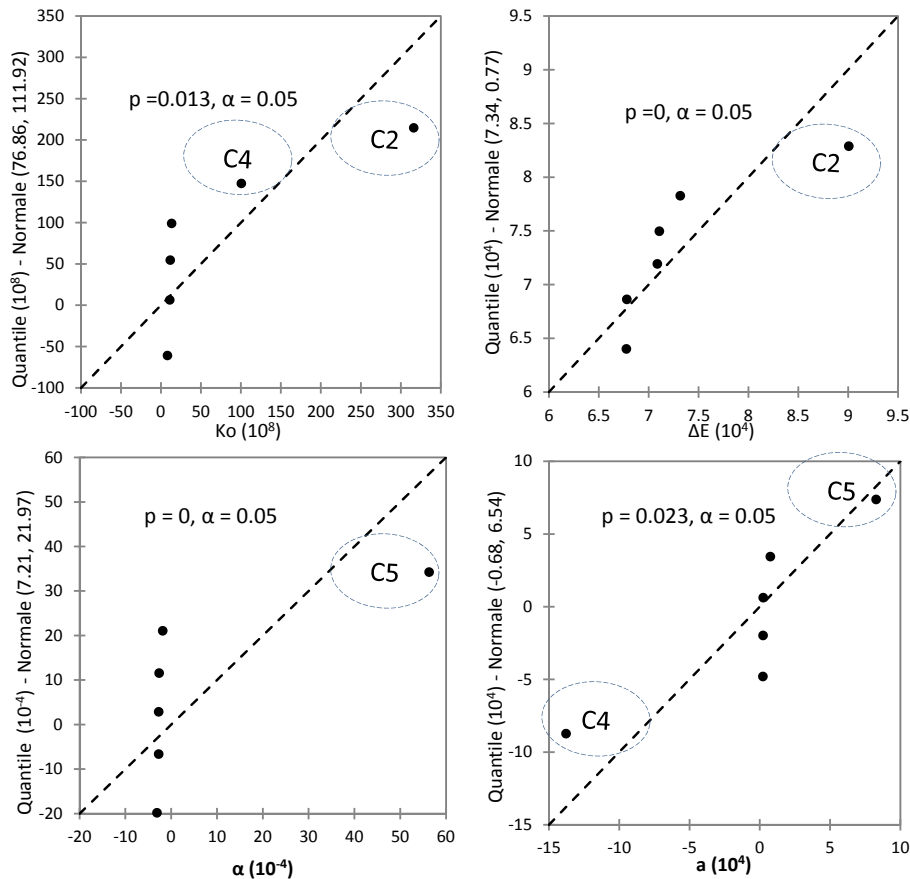 350
300
250
200
150
100
50
0
-50
-100
Quantile (10⁸) - Normale (76.86, 111.92)
p =0.013, α = 0.05
C4
C2
-100 -50 0 50 100 150 200 250 300 350
Ko (10⁸)
9.5
9
8.5
8
7.5
7
6.5
6
Quantile (10⁴) - Normale (7.34, 0.77)
p=0, α = 0.05
C2
6 6.5 7 7.5 8 8.5 9 9.5
ΔE (10⁴)
60
50
40
30
20
10
0
-10
-20
Quantile (10⁻⁴) - Normale (7.21, 21.97)
p = 0, α = 0.05
C5
-20 -10 0 10 20 30 40 50 60
α (10⁻⁴)
10
5
0
-5
-10
-15
Quantile (10⁴) - Normale (-0.68, 6.54)
p = 0.023, α = 0.05
C5
C4
-15 -10 -5 0 5 10
a (10⁴)